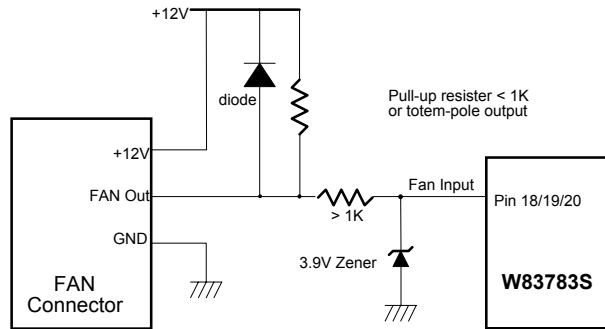 +12V
diode
Pull-up resister < 1K
or totem-pole output
+12V
FAN Out
Fan Input
Pin 18/19/20
> 1K
GND
3.9V Zener
FAN
Connector
W83783S